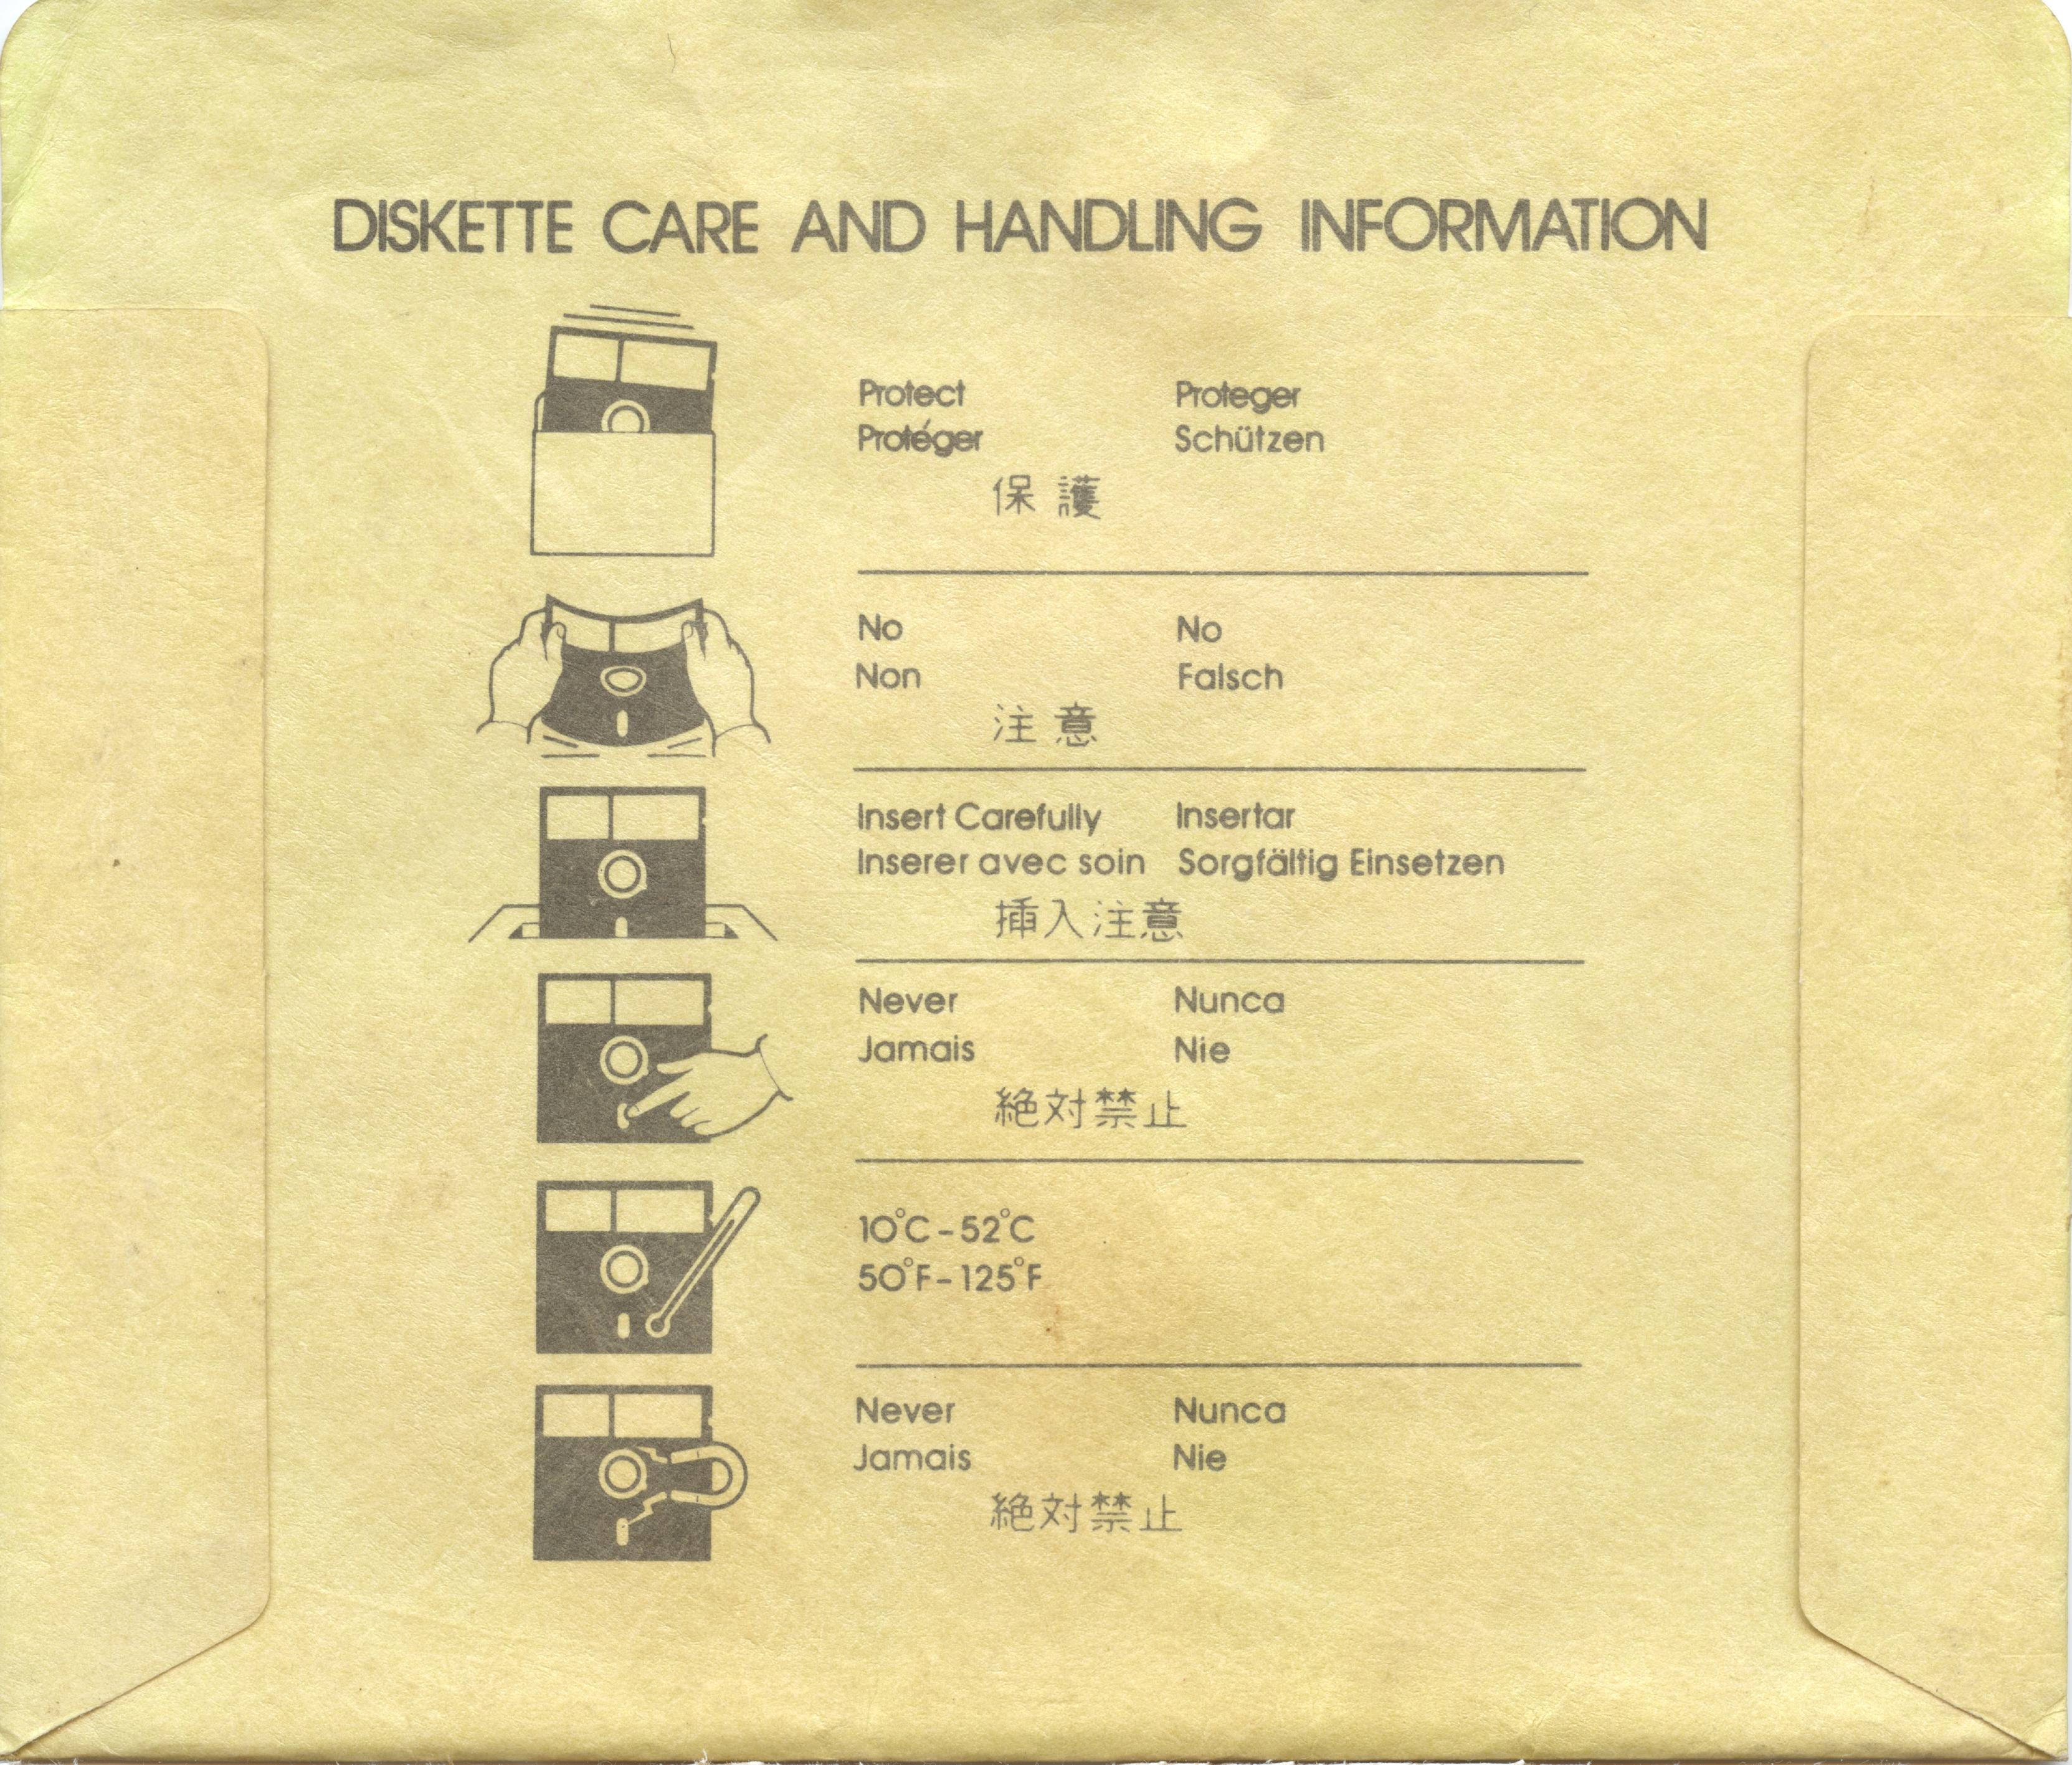 DISKETTE CARE AND HANDLING INFORMATION
Protect Proteger
Protéger Schützen
保護
No No
Non Falsch
注意
Insert Carefully Insertar
Inserer avec soin Sorgfältig Einsetzen
挿入注意
Never Nunca
Jamais Nie
絶対禁止
10°C-52°C
50°F-125°F
Never Nunca
Jamais Nie
絶対禁止